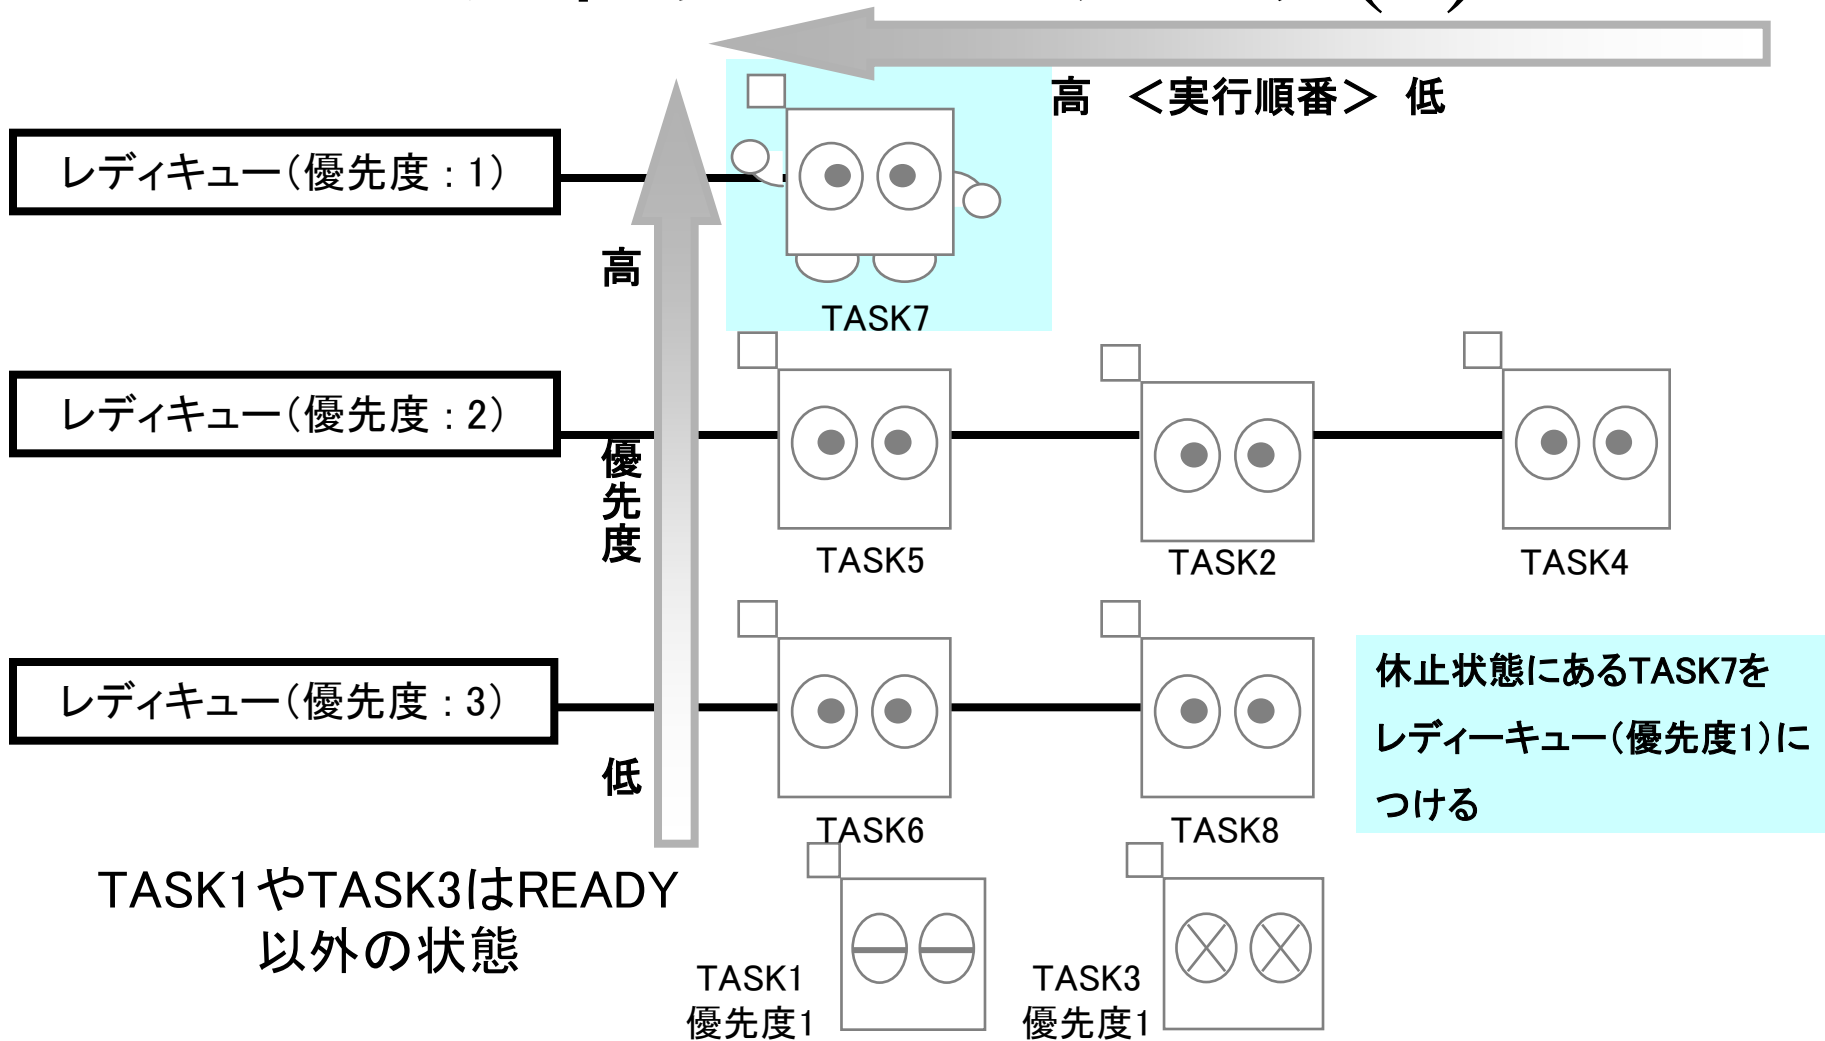 高 ＜実行順番＞ 低
レディキュー（優先度：1）
高
TASK7
レディキュー（優先度：2）
優先度
TASK5
TASK2
TASK4
レディキュー（優先度：3）
低
TASK6
TASK8
休止状態にあるTASK7を
レディーキュー（優先度1）に
つける
TASK1やTASK3はREADY
以外の状態
TASK1
優先度1
TASK3
優先度1